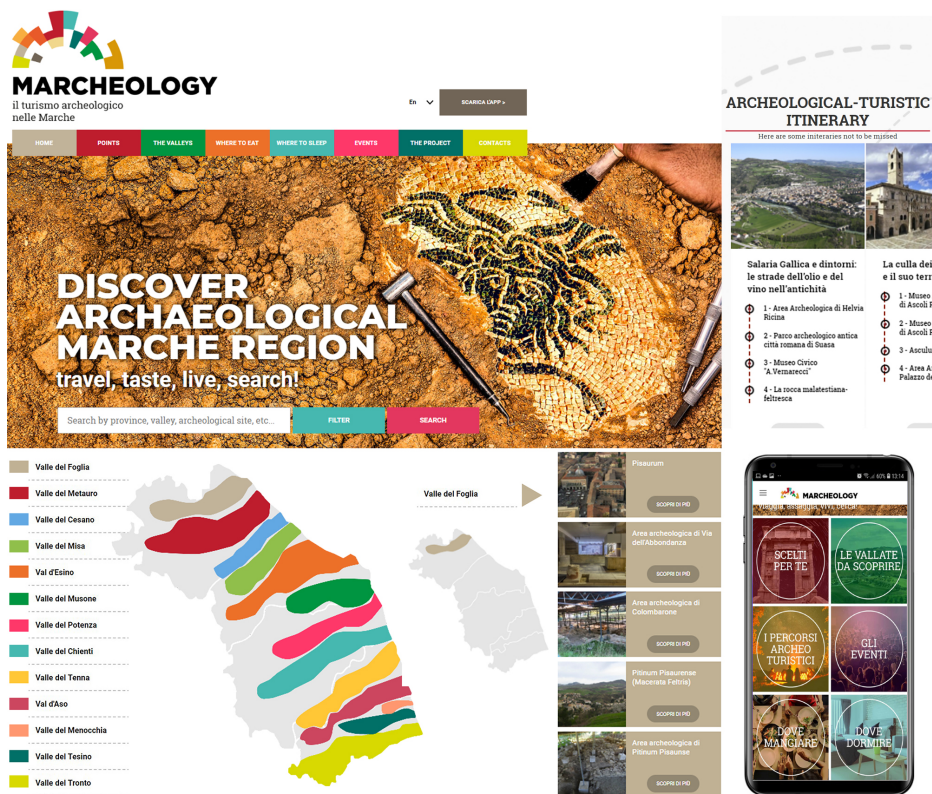 MARCHEOLOGY
il turismo archeologico
nelle Marche
En
SCARICA L'APP >
HOME
POINTS
THE VALLEYS
WHERE TO EAT
WHERE TO SLEEP
EVENTS
THE PROJECT
CONTACTS
DISCOVER
ARCHAEOLOGICAL
MARCHE REGION
travel, taste, live, search!
Search by province, valley, archeological site, etc...
FILTER
SEARCH
ARCHEOLOGICAL-TURISTIC
ITINERARY
Here are some initeraries not to be missed
Salaria Gallica e dintorni:
le strade dell'olio e del
vino nell'antichità
1 - Area Archeologica di Helvia
Ricina
2 - Parco archeologico antica
città romana di Suasa
3 - Museo Civico
"A.Vernarecci"
4 - La rocca malatestiana-
feltresca
La culla dei
e il suo terr
1 - Museo
di Ascoli P
2 - Museo
di Ascoli P
3 - Asculu
4 - Area A
Palazzo de
Valle del Foglia
Valle del Metauro
Valle del Cesano
Valle del Misa
Val d'Esino
Valle del Musone
Valle del Potenza
Valle del Chienti
Valle del Tenna
Val d'Aso
Valle del Menocchia
Valle del Tesino
Valle del Tronto
Valle del Foglia
Pisaurum
SCOPRI DI PIÙ
Area archeologica di Via
dell'Abbondanza
SCOPRI DI PIÙ
Area archeologica di
Colombarone
SCOPRI DI PIÙ
Pitinum Pisaurense
(Macerata Feltria)
SCOPRI DI PIÙ
Area archeologica di
Pitinum Pisaurise
SCOPRI DI PIÙ
40% 13:14
MARCHEOLOGY
viaggia, assapora, vivi, cerca!
SCELTI
PER TE
LE VALLATE
DA SCOPRIRE
I PERCORSI
ARCHEO
TURISTICI
GLI
EVENTI
DOVE
MANGIARE
DOVE
DORMIRE